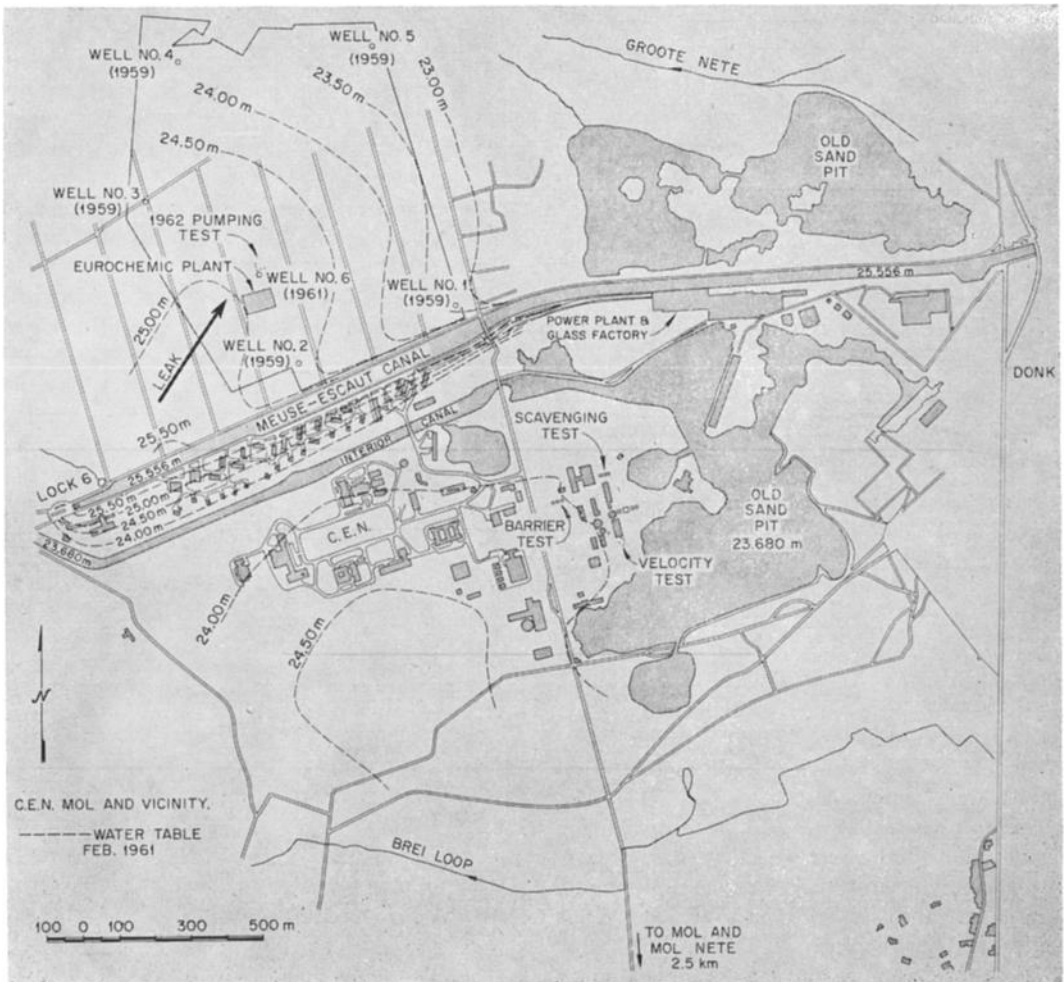 WELL NO. 4
(1959)
WELL NO. 5
(1959)
GROOTE NETE
24.00 m
23.50 m
23.00 m
24.50 m
OLD
SAND
PIT
WELL NO. 3
(1959)
1962 PUMPING
TEST
EUROCHEMIC PLANT
WELL NO. 6
(1961)
WELL NO. 1
(1959)
25.556 m
25.00 m
LEAK
WELL NO. 2
(1959)
POWER PLANT &
GLASS FACTORY
MEUSE-ESCAUT CANAL
DONK
25.50 m
25.556 m
INTERIOR CANAL
SCAVENGING
TEST
LOCK 6
25.50 m
25.00 m
24.50 m
24.00 m
23.680 m
C.E.N.
BARRIER
TEST
OLD
SAND
PIT
23.680 m
VELOCITY
TEST
24.00 m
24.50 m
N
C.E.N. MOL AND VICINITY.
WATER TABLE
FEB. 1961
BREI LOOP
100 0 100 300 500 m
TO MOL AND
MOL NETE
2.5 km